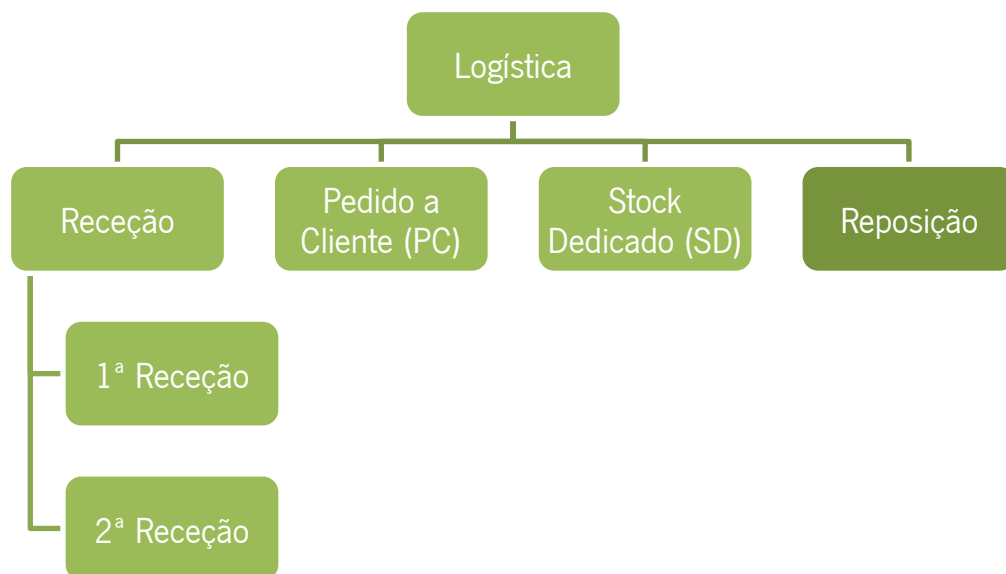 Logística
Receção
Pedido a
Cliente (PC)
Stock
Dedicado (SD)
Reposição
1ª Receção
2ª Receção